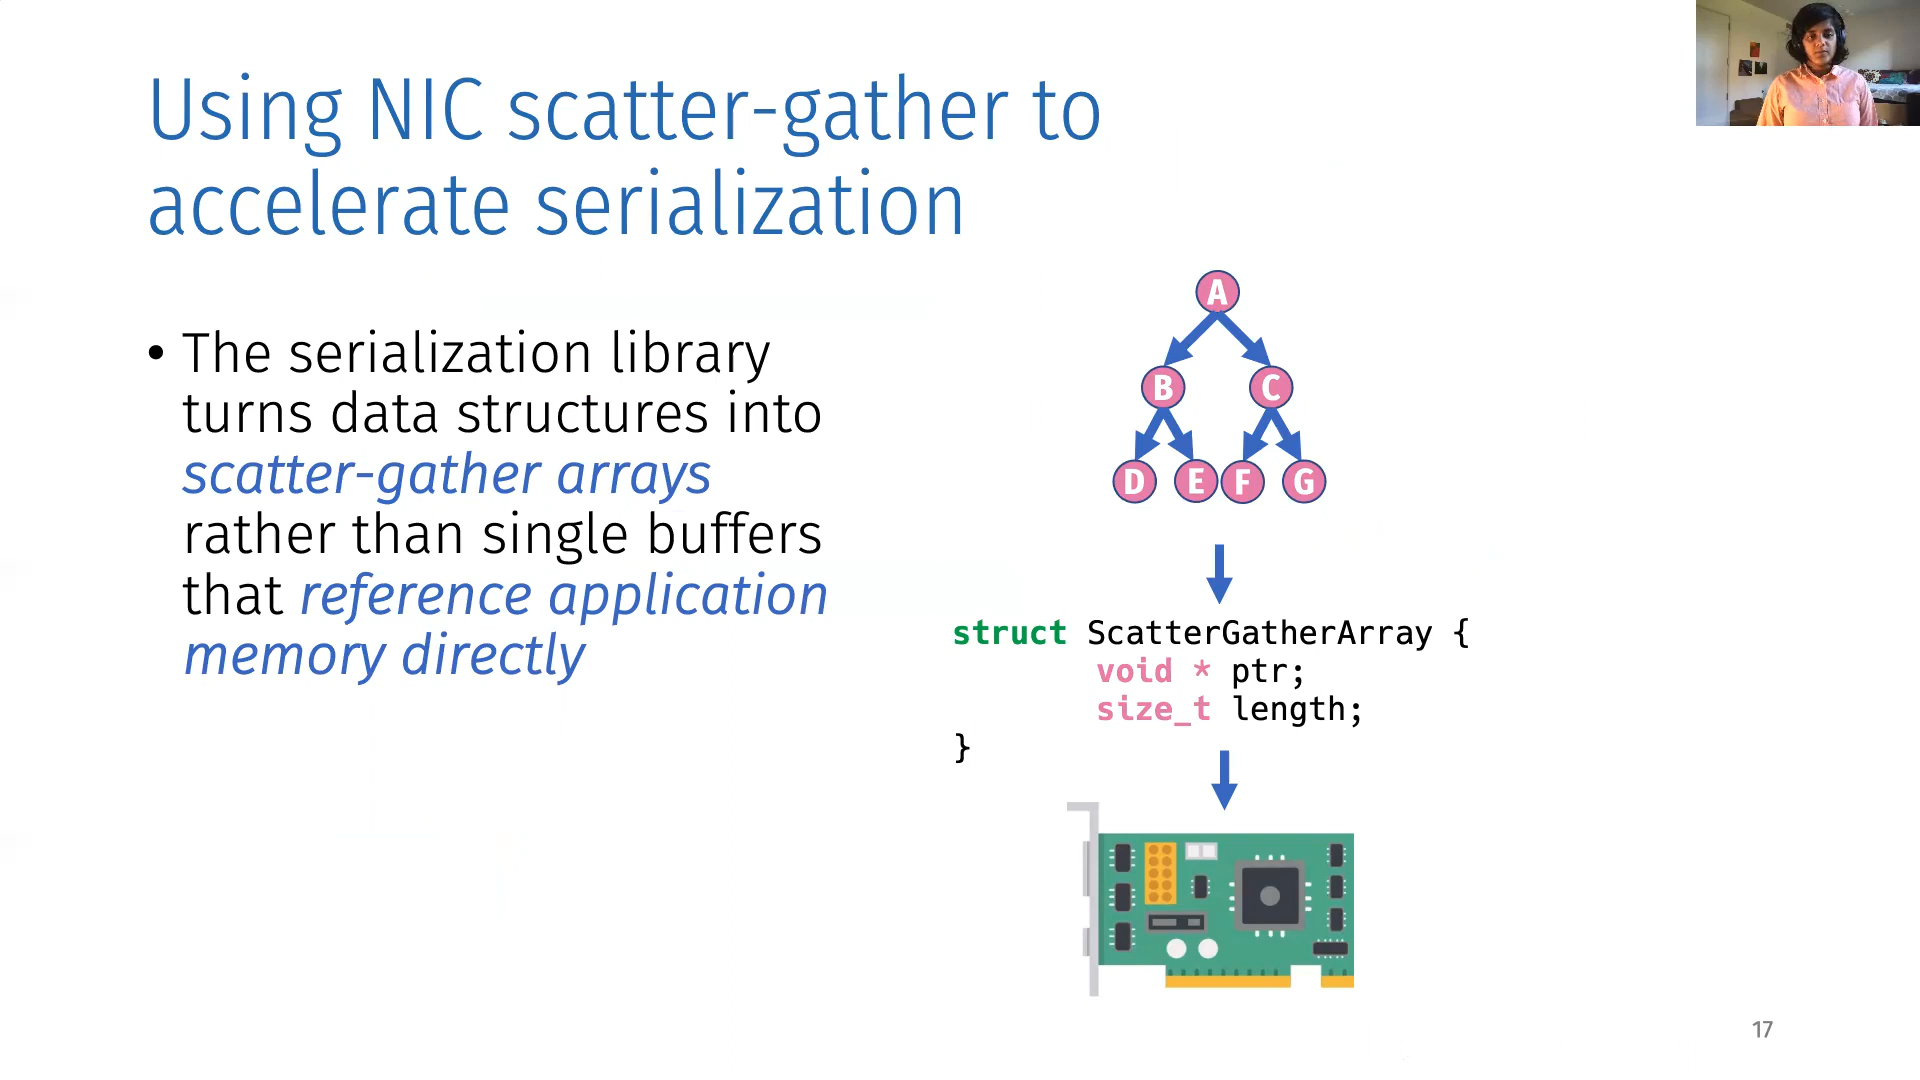 Using NIC scatter-gather to
accelerate serialization
• The serialization library
turns data structures into
scatter-gather arrays
rather than single buffers
that reference application
memory directly
A
B C
D E F G
struct ScatterGatherArray {
void * ptr;
size_t length;
}
17